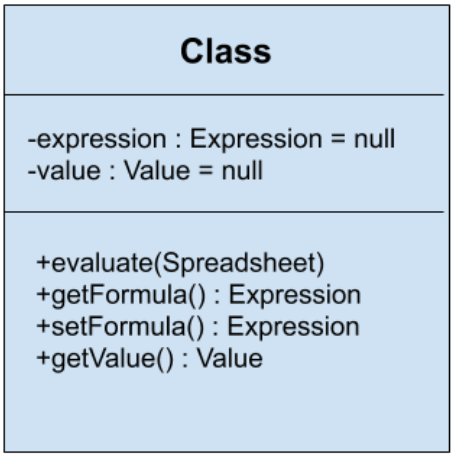 Class
-expression : Expression = null
-value : Value = null
+evaluate(Spreadsheet)
+getFormula() : Expression
+setFormula() : Expression
+getValue() : Value